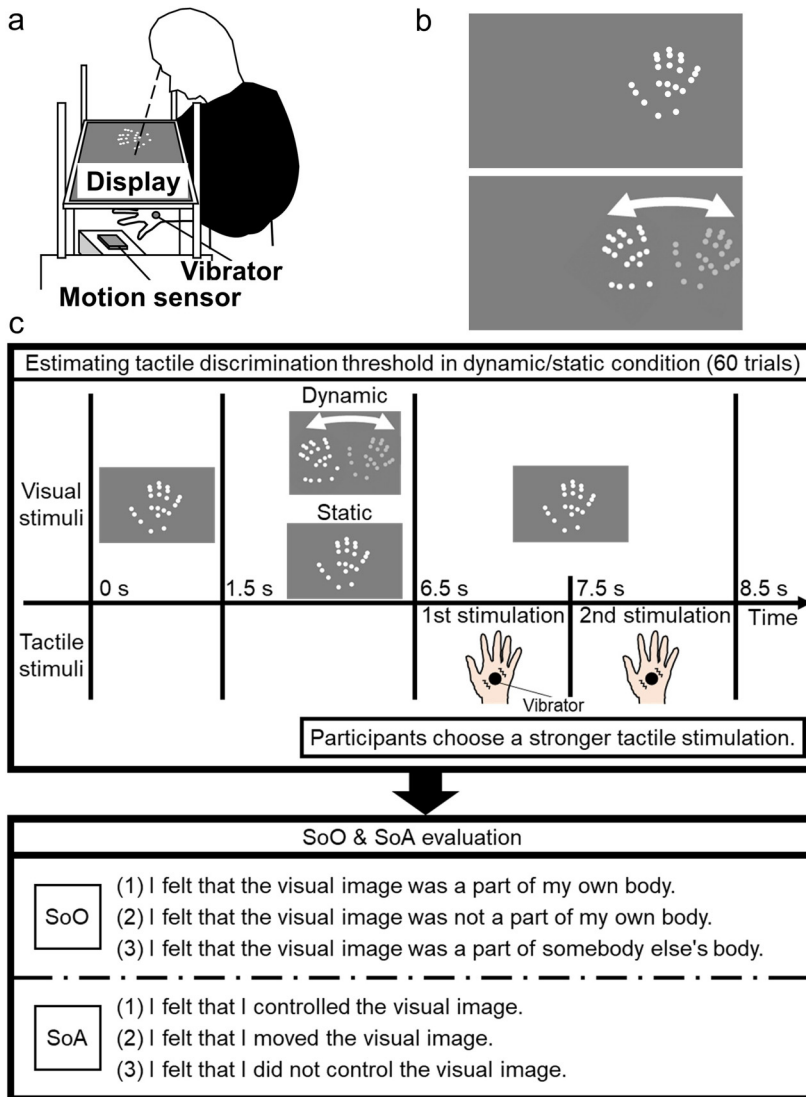 a
b
Display
Vibrator
Motion sensor
c
Estimating tactile discrimination threshold in dynamic/static condition (60 trials)
Dynamic
Visual
stimuli
Static
0 s
1.5 s
6.5 s
7.5 s
8.5 s
1st stimulation
2nd stimulation
Time
Tactile
stimuli
Vibrator
Participants choose a stronger tactile stimulation.
SoO & SoA evaluation
SoO
(1) I felt that the visual image was a part of my own body.
(2) I felt that the visual image was not a part of my own body.
(3) I felt that the visual image was a part of somebody else's body.
SoA
(1) I felt that I controlled the visual image.
(2) I felt that I moved the visual image.
(3) I felt that I did not control the visual image.